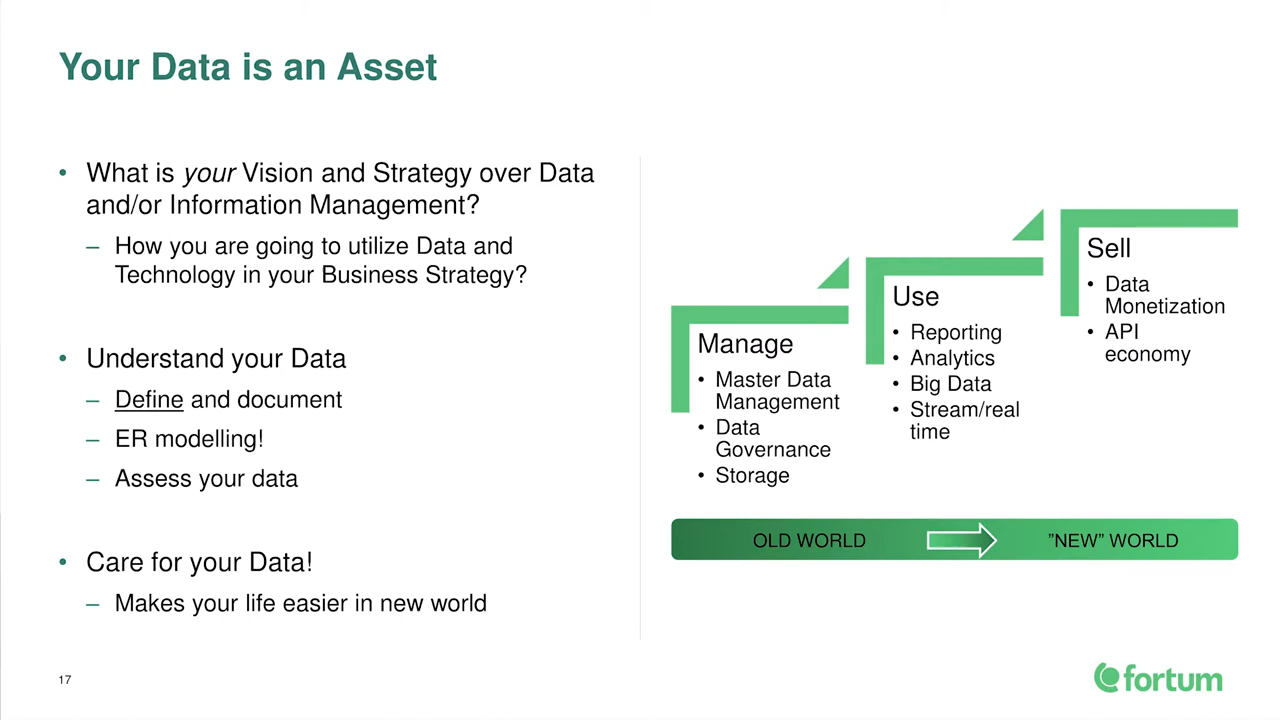 Your Data is an Asset
• What is your Vision and Strategy over Data
and/or Information Management?
– How you are going to utilize Data and
Technology in your Business Strategy?
• Understand your Data
– Define and document
– ER modelling!
– Assess your data
• Care for your Data!
– Makes your life easier in new world
Manage
• Master Data
Management
• Data
Governance
• Storage
Use
• Reporting
• Analytics
• Big Data
• Stream/real
time
Sell
• Data
Monetization
• API
economy
OLD WORLD
”NEW” WORLD
17
fortum